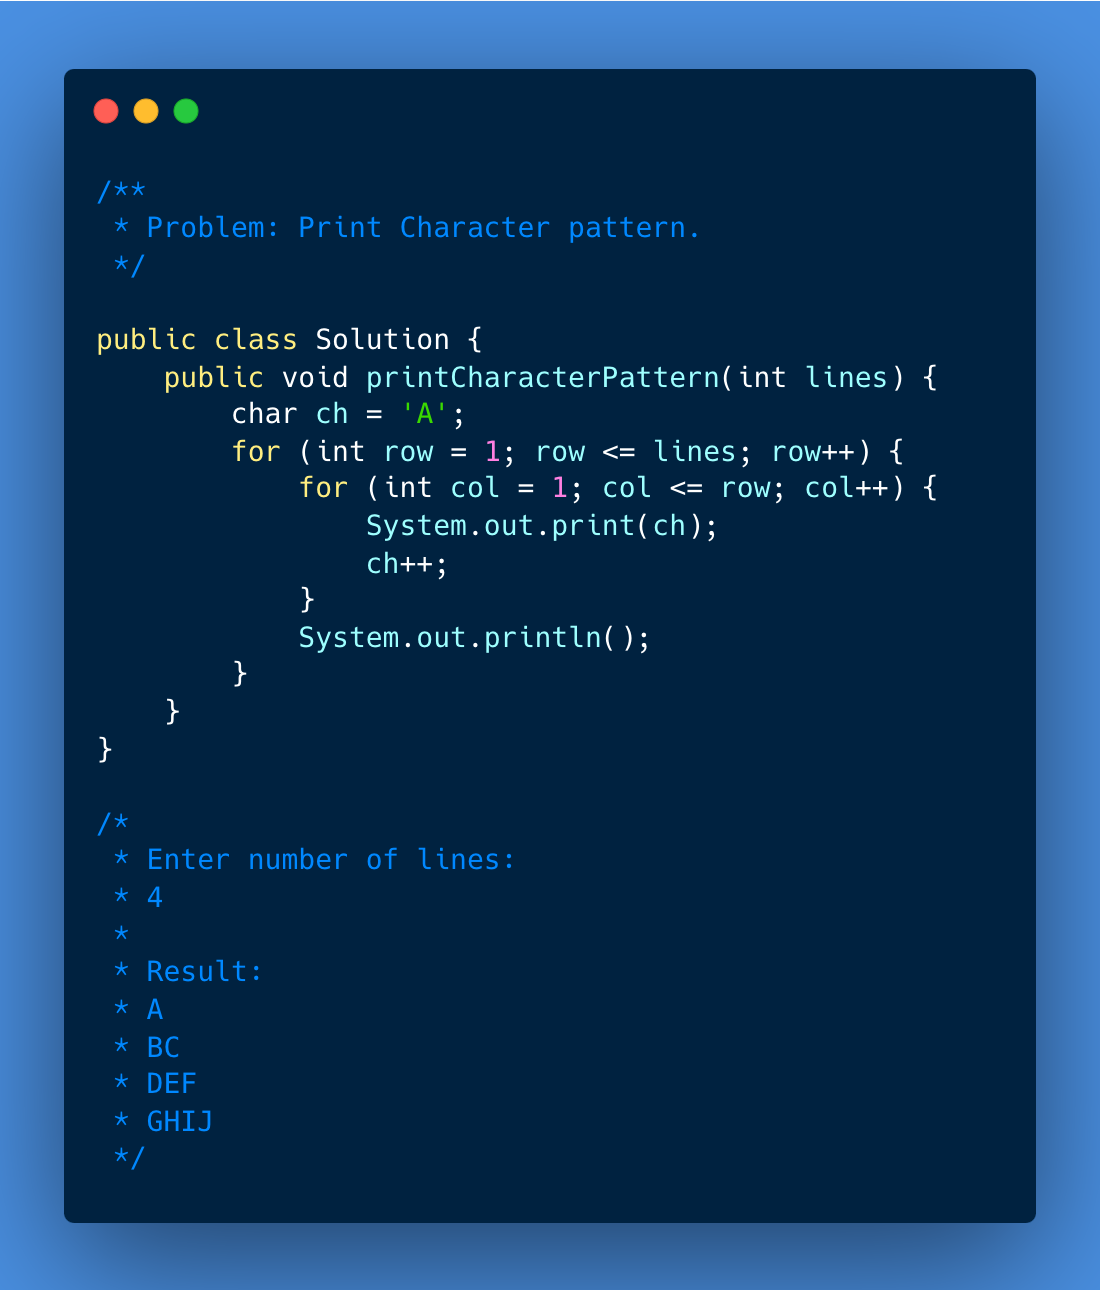 /**
 * Problem: Print Character pattern.
 */

public class Solution {
    public void printCharacterPattern(int lines) {
        char ch = 'A';
        for (int row = 1; row <= lines; row++) {
            for (int col = 1; col <= row; col++) {
                System.out.print(ch);
                ch++;
            }
            System.out.println();
        }
    }
}

/*
 * Enter number of lines:
 * 4
 *
 * Result:
 * A
 * BC
 * DEF
 * GHIJ
 */